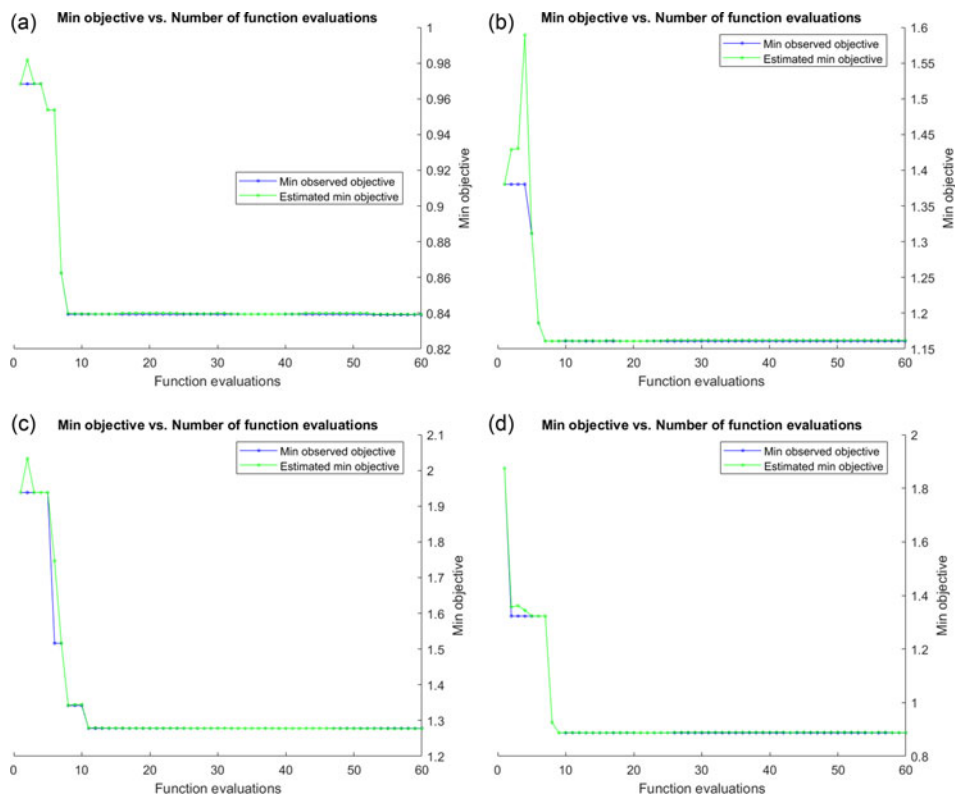 (a)
Min objective vs. Number of function evaluations
1
0.98
0.96
0.94
0.92
0.9
0.88
0.86
0.84
0.82
Min objective
Min observed objective
Estimated min objective
0 10 20 30 40 50 60
Function evaluations
(b)
Min objective vs. Number of function evaluations
1.6
1.55
1.5
1.45
1.4
1.35
1.3
1.25
1.2
1.15
Min objective
Min observed objective
Estimated min objective
0 10 20 30 40 50 60
Function evaluations
(c)
Min objective vs. Number of function evaluations
2.1
2
1.9
1.8
1.7
1.6
1.5
1.4
1.3
1.2
Min objective
Min observed objective
Estimated min objective
0 10 20 30 40 50 60
Function evaluations
(d)
Min objective vs. Number of function evaluations
2
1.8
1.6
1.4
1.2
1
0.8
Min objective
Min observed objective
Estimated min objective
0 10 20 30 40 50 60
Function evaluations